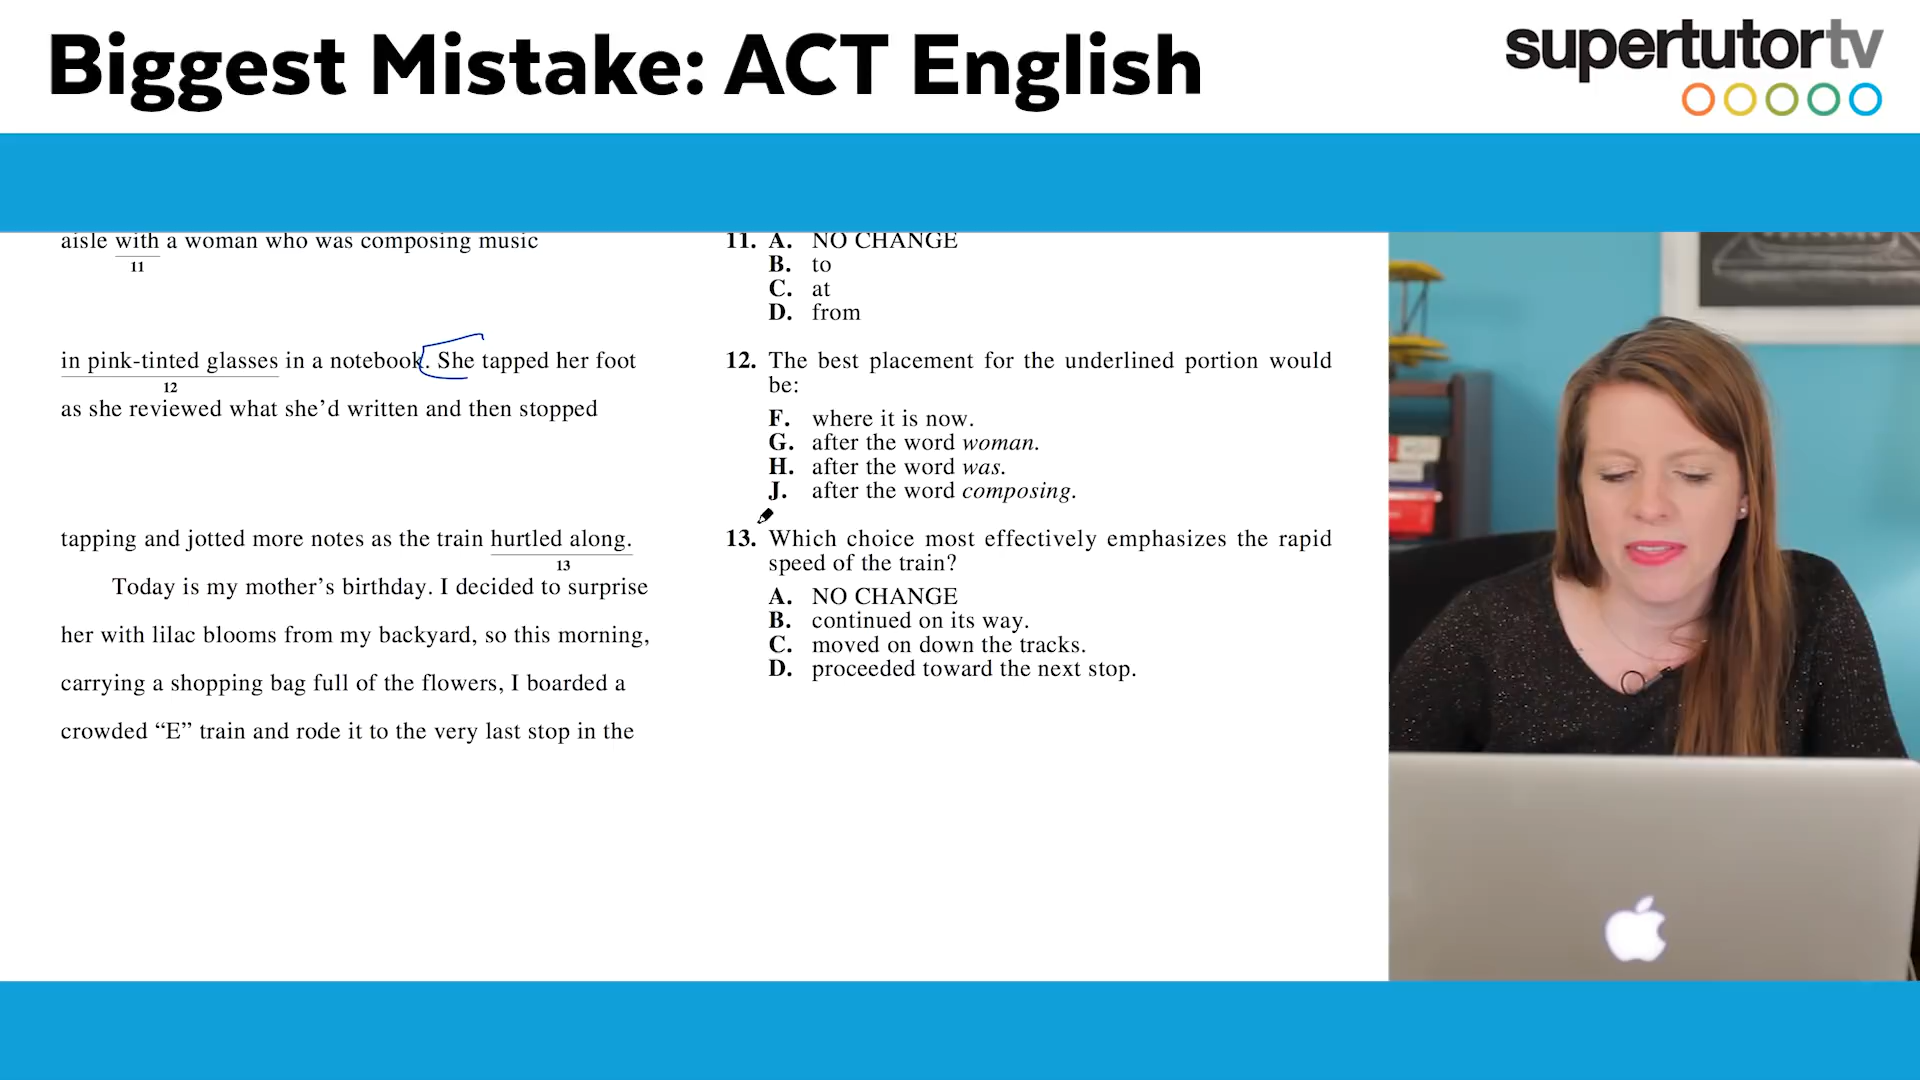 Biggest Mistake: ACT English
supertutortv
aisle with a woman who was composing music
11
in pink-tinted glasses in a notebook. She tapped her foot
12
as she reviewed what she’d written and then stopped
tapping and jotted more notes as the train hurtled along.
13
Today is my mother’s birthday. I decided to surprise
her with lilac blooms from my backyard, so this morning,
carrying a shopping bag full of the flowers, I boarded a
crowded “E” train and rode it to the very last stop in the
11. A. NO CHANGE
B. to
C. at
D. from
12. The best placement for the underlined portion would
be:
F. where it is now.
G. after the word woman.
H. after the word was.
J. after the word composing.
13. Which choice most effectively emphasizes the rapid
speed of the train?
A. NO CHANGE
B. continued on its way.
C. moved on down the tracks.
D. proceeded toward the next stop.